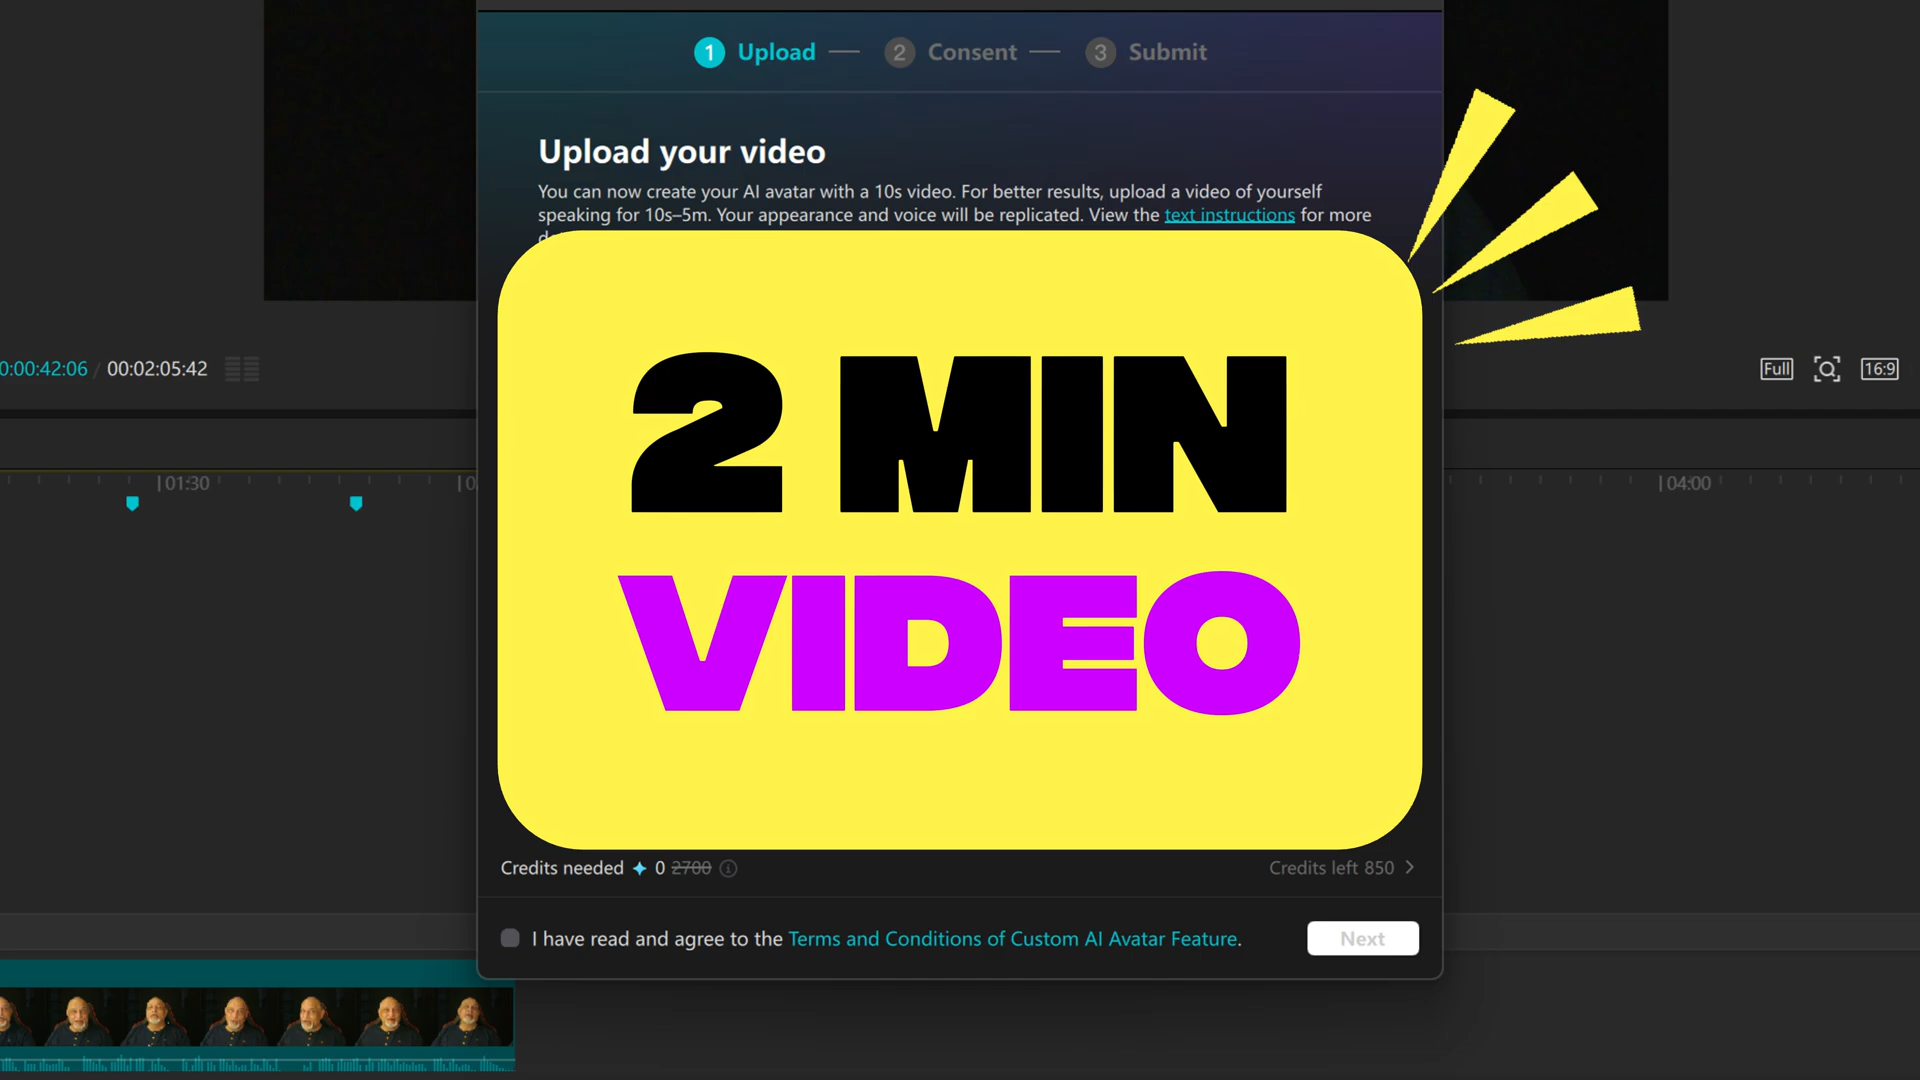 1 Upload
2 Consent
3 Submit
Upload your video
You can now create your AI avatar with a 10s video. For better results, upload a video of yourself
speaking for 10s–5m. Your appearance and voice will be replicated. View the text instructions for more
2 MIN
VIDEO
0:00:42:06 / 00:02:05:42
Full
16:9
01:30
04:00
Credits needed 0 2700
Credits left 850
I have read and agree to the Terms and Conditions of Custom AI Avatar Feature.
Next